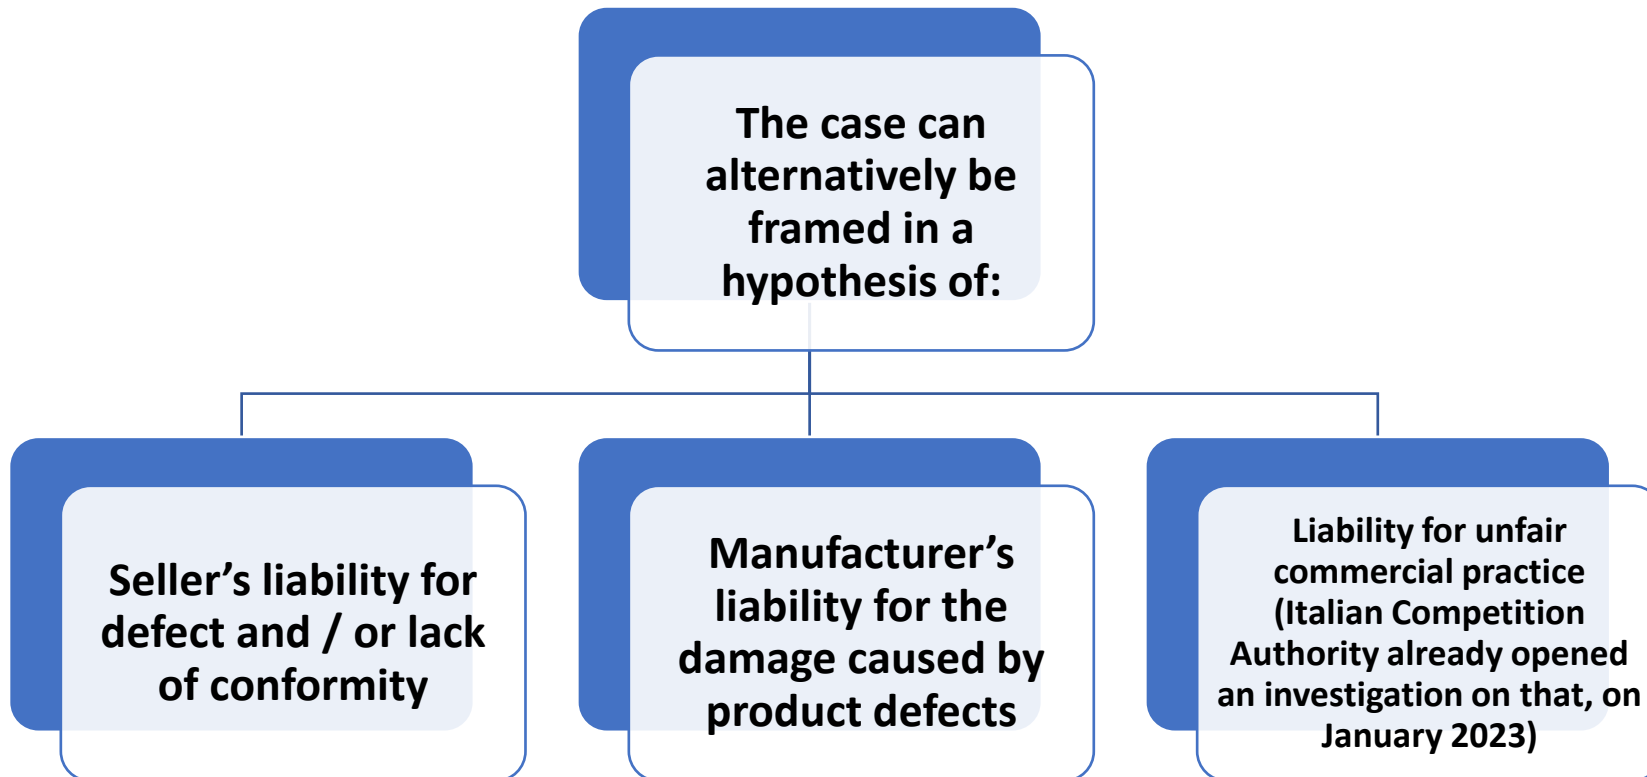 The case can
alternatively be
framed in a
hypothesis of:
Seller’s liability for
defect and / or lack
of conformity
Manufacturer’s
liability for the
damage caused by
product defects
Liability for unfair
commercial practice
(Italian Competition
Authority already opened
an investigation on that, on
January 2023)